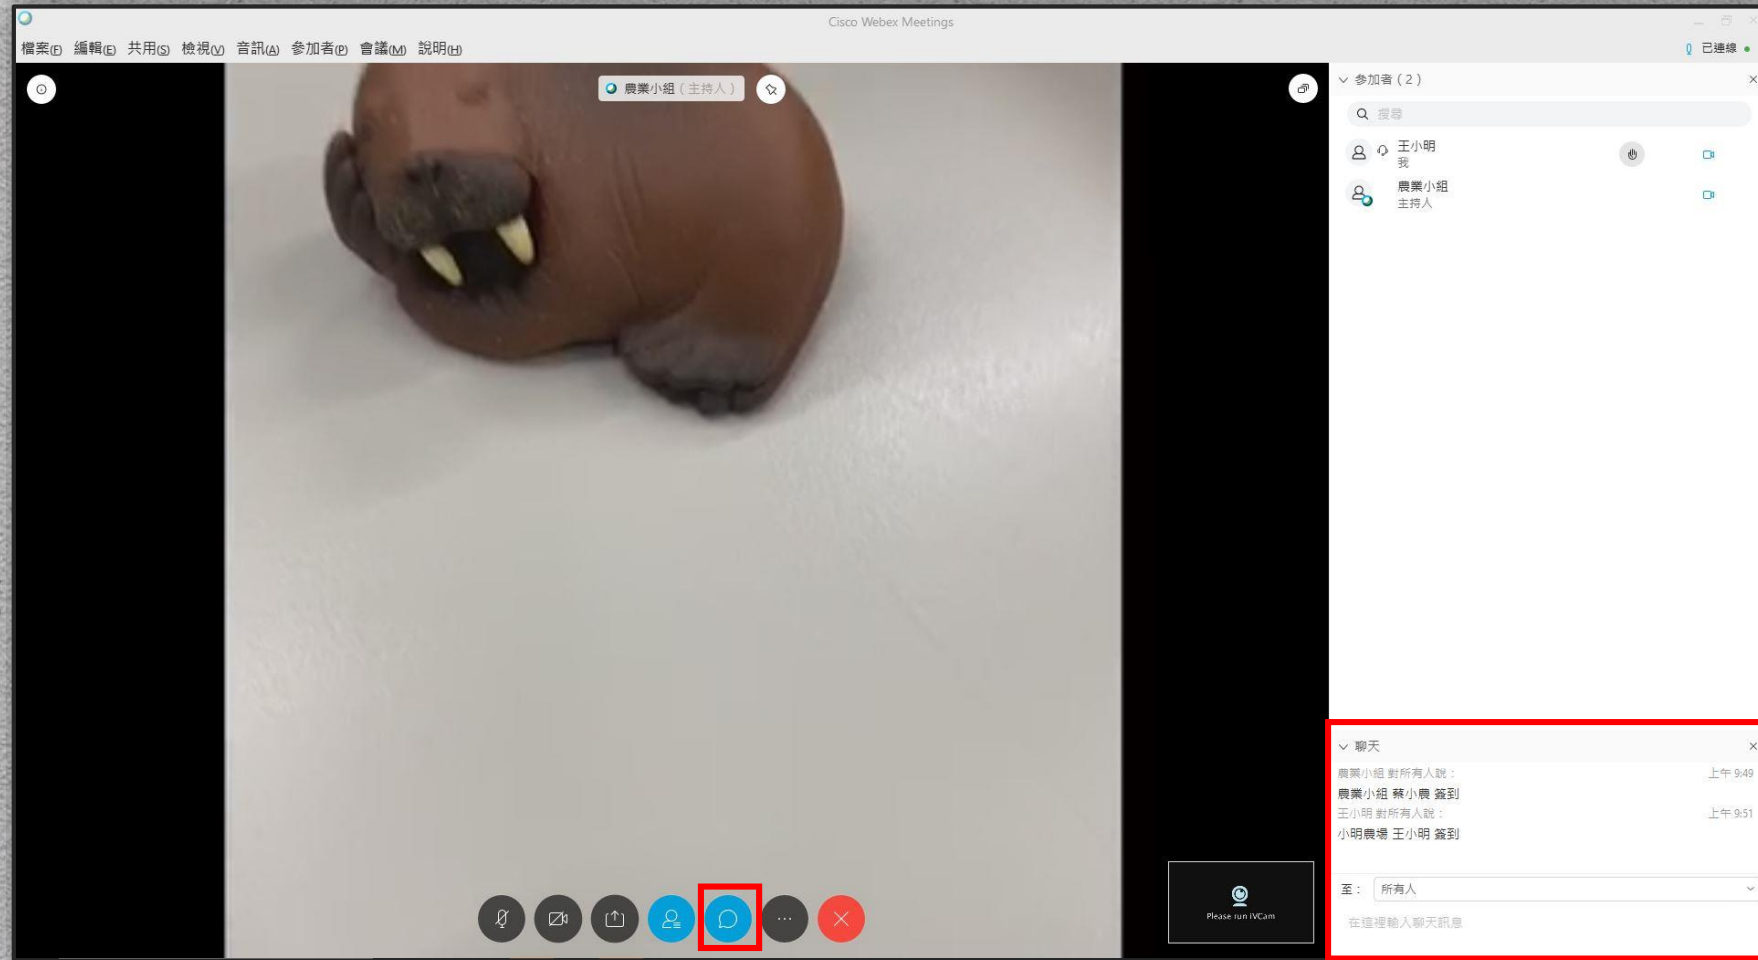 Cisco Webex Meetings
檔案(F) 編輯(E) 共用(S) 檢視(V) 音訊(A) 參加者(P) 會議(M) 說明(H)
已連線
農業小組（主持人）
參加者（2）
搜尋
王小明
我
農業小組
主持人
聊天
農業小組 對所有人說： 上午 9:49
農業小組 蔡小農 簽到
王小明 對所有人說： 上午 9:51
小明農場 王小明 簽到
至： 所有人
在這裡輸入聊天訊息
Please run iVCam